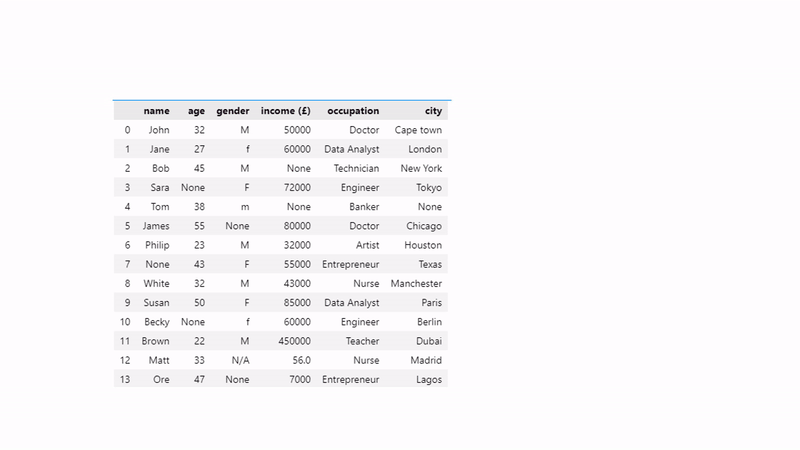 name age gender income (£) occupation city
0 John 32 M 50000 Doctor Cape town
1 Jane 27 f 60000 Data Analyst London
2 Bob 45 M None Technician New York
3 Sara None F 72000 Engineer Tokyo
4 Tom 38 m None Banker None
5 James 55 None 80000 Doctor Chicago
6 Philip 23 M 32000 Artist Houston
7 None 43 F 55000 Entrepreneur Texas
8 White 32 M 43000 Nurse Manchester
9 Susan 50 F 85000 Data Analyst Paris
10 Becky None f 60000 Engineer Berlin
11 Brown 22 M 450000 Teacher Dubai
12 Matt 33 N/A 56.0 Nurse Madrid
13 Ore 47 None 7000 Entrepreneur Lagos